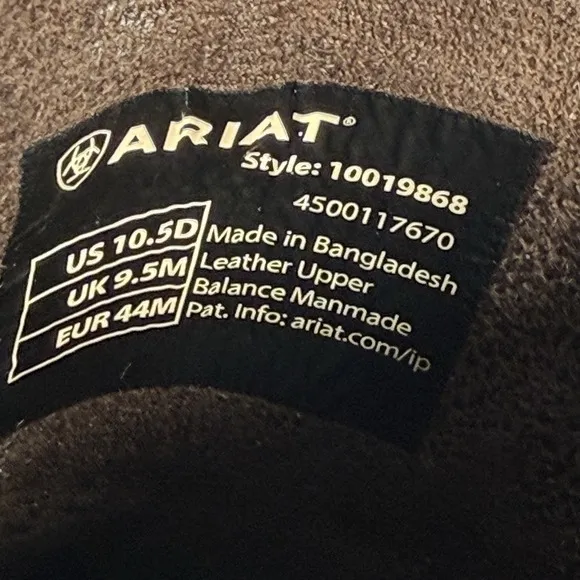 ARIAT®
Style: 10019868
4500117670
US 10.5D
UK 9.5M
EUR 44M
Made in Bangladesh
Leather Upper
Balance Manmade
Pat. Info: ariat.com/ip